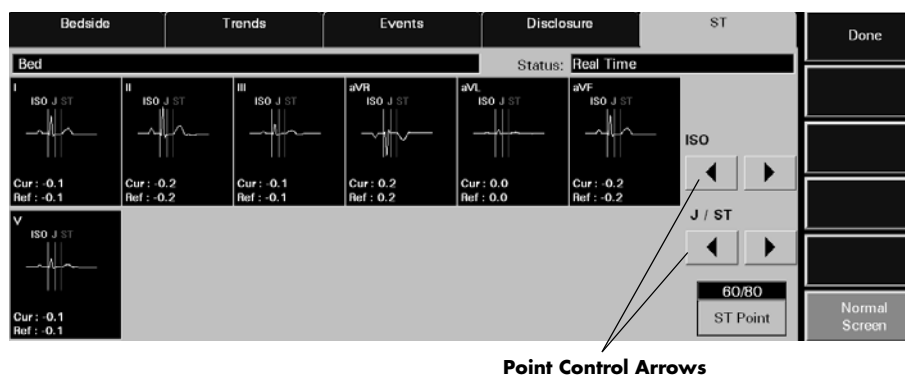 Bedside Trends Events Disclosure ST Done
Bed Status: Real Time
I II III aVR aVL aVF
ISO J ST ISO J ST ISO J ST ISO J ST ISO J ST ISO J ST
ISO
Cur : -0.1 Cur : -0.2 Cur : -0.1 Cur : 0.2 Cur : 0.0 Cur : -0.2
Ref : -0.1 Ref : -0.2 Ref : -0.1 Ref : 0.2 Ref : 0.0 Ref : -0.2
J / ST
V
ISO J ST
60/80
ST Point
Cur : -0.1
Ref : -0.1
Normal
Screen
Point Control Arrows